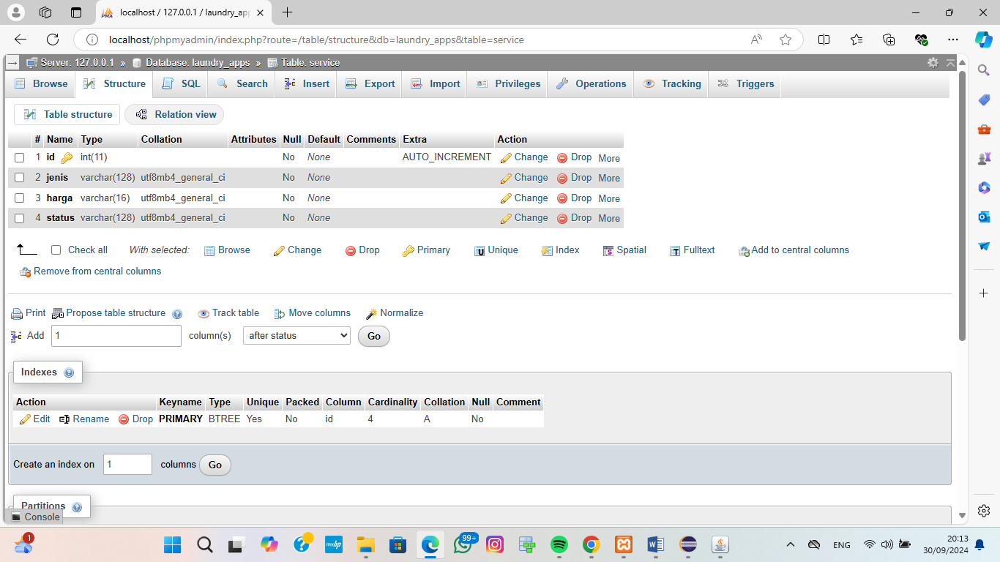 localhost / 127.0.0.1 / laundry_app
localhost/phpmyadmin/index.php?route=/table/structure&db=laundry_apps&table=service
Server: 127.0.0.1 » Database: laundry_apps » Table: service
Browse Structure SQL Search Insert Export Import Privileges Operations Tracking Triggers
Table structure Relation view
# Name Type Collation Attributes Null Default Comments Extra Action
1 id int(11) No None AUTO_INCREMENT Change Drop More
2 jenis varchar(128) utf8mb4_general_ci No None Change Drop More
3 harga varchar(16) utf8mb4_general_ci No None Change Drop More
4 status varchar(128) utf8mb4_general_ci No None Change Drop More
Check all With selected: Browse Change Drop Primary Unique Index Spatial Fulltext Add to central columns
Remove from central columns
Print Propose table structure Track table Move columns Normalize
Add 1 column(s) after status Go
Indexes
Action Keyname Type Unique Packed Column Cardinality Collation Null Comment
Edit Rename Drop PRIMARY BTREE Yes No id 4 A No
Create an index on 1 columns Go
Partitions
Console
1 99+ ENG 20:13
30/09/2024